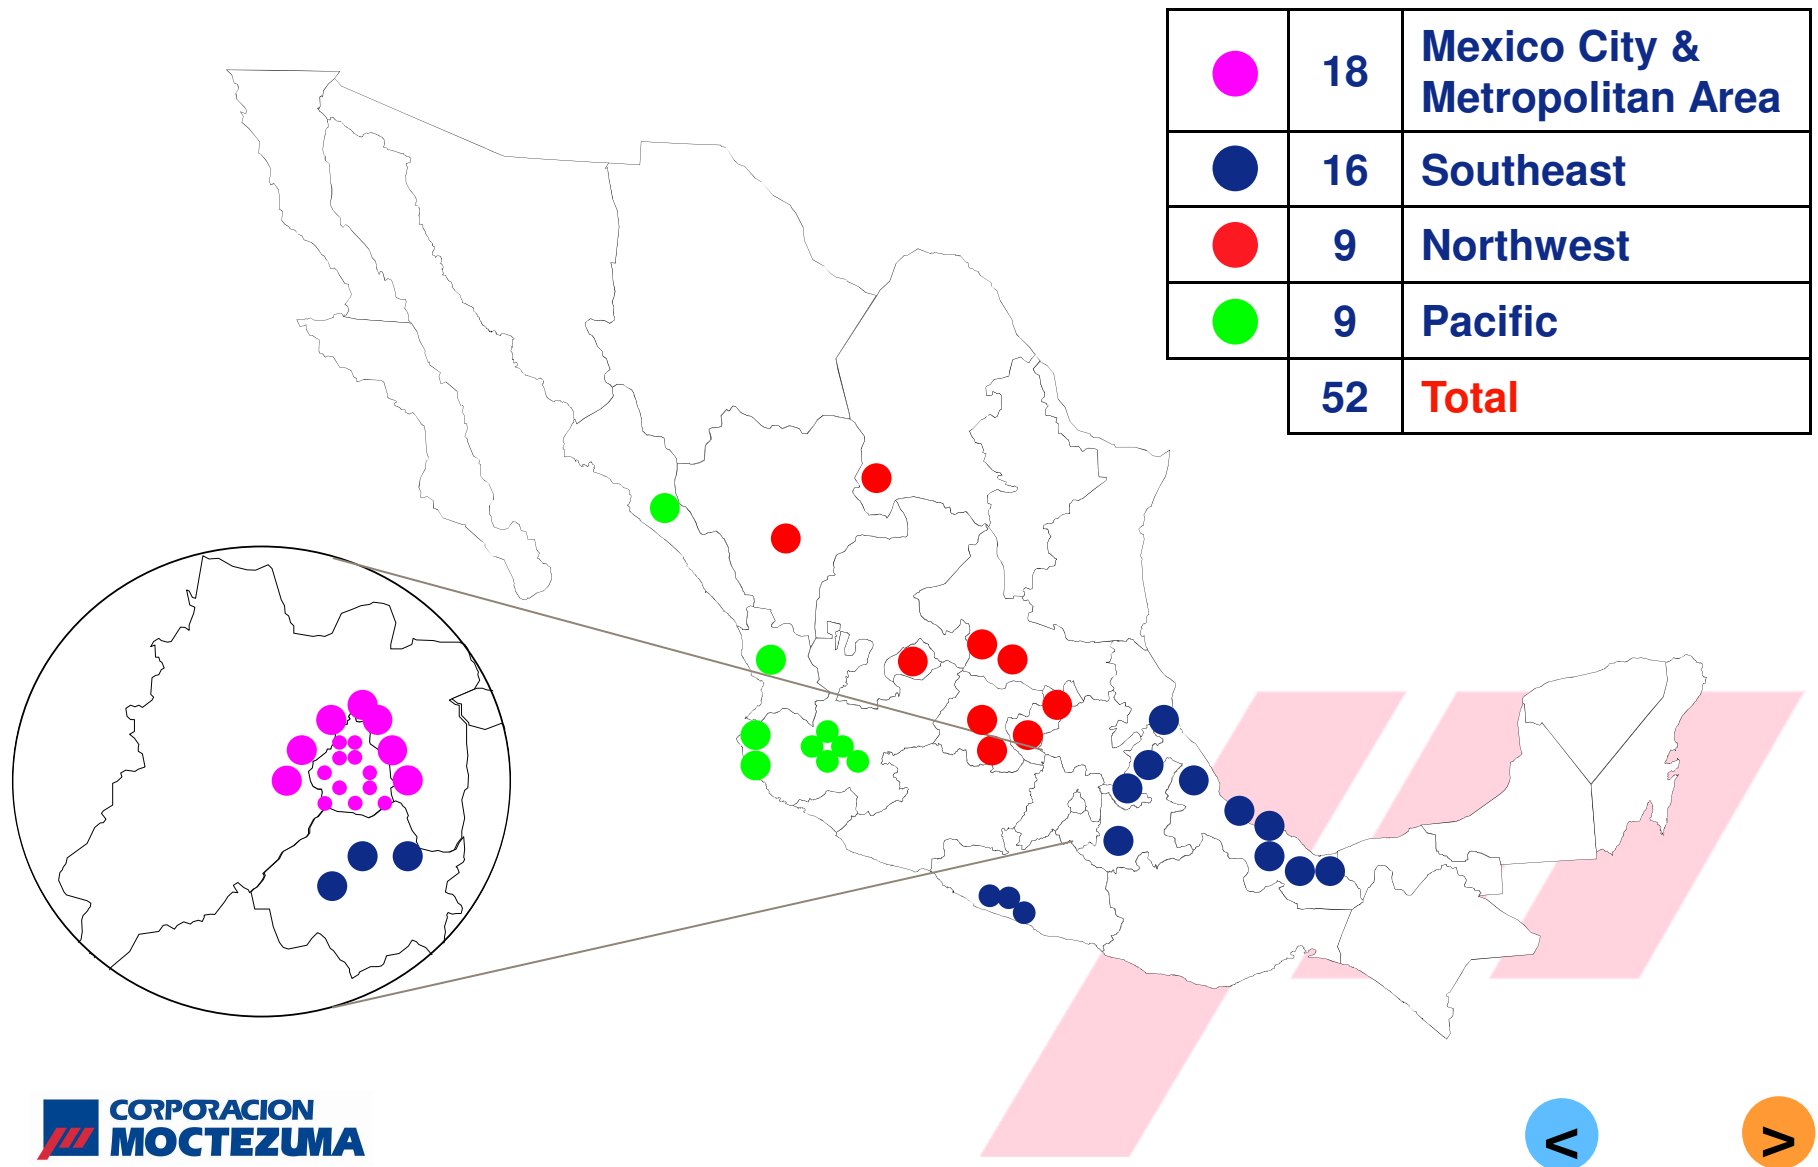 18 Mexico City &
Metropolitan Area
16 Southeast
9 Northwest
9 Pacific
52 Total
CORPORACION
MOCTEZUMA
< >